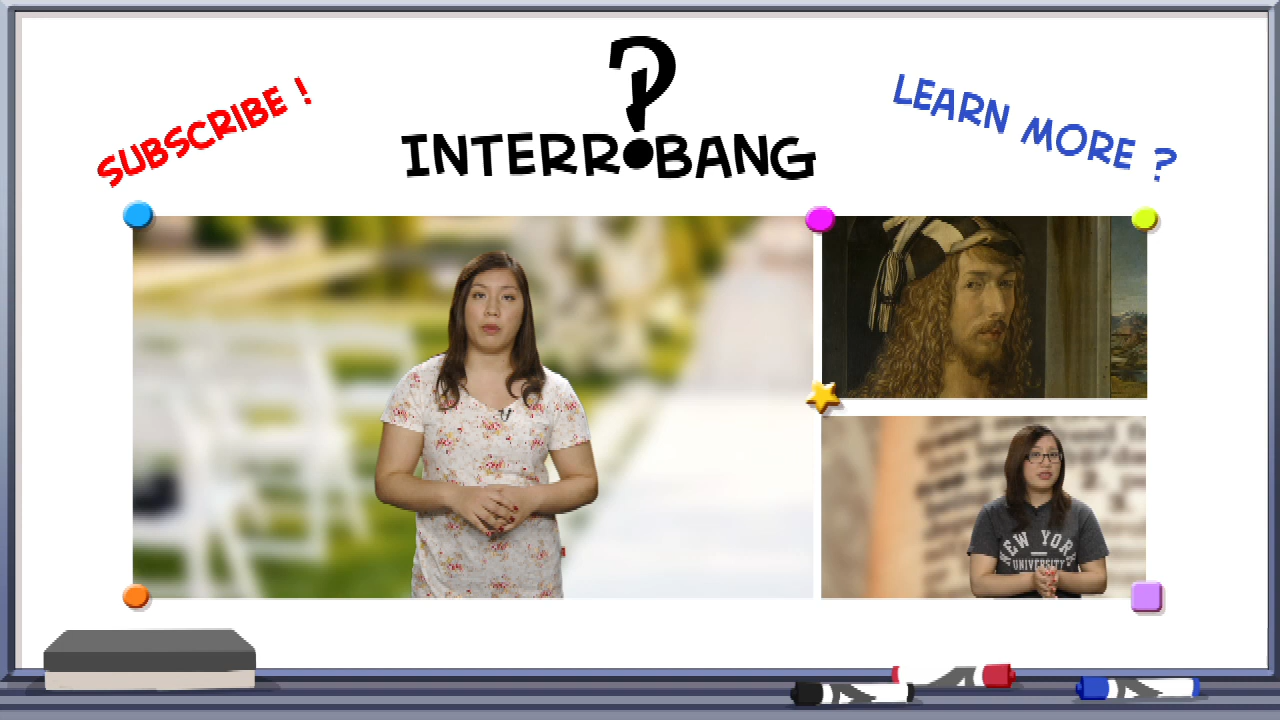 SUBSCRIBE !
INTERROBANG
LEARN MORE ?
NEW YORK
UNIVERSITY